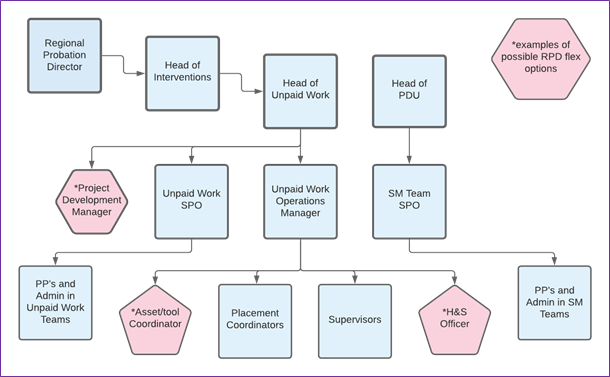 Regional
Probation
Director
Head of
Interventions
Head of
Unpaid Work
Head of
PDU
*examples of
possible RPD flex
options
*Project
Development
Manager
Unpaid Work
SPO
Unpaid Work
Operations
Manager
SM Team
SPO
PP's and
Admin in
Unpaid Work
Teams
*Asset/tool
Coordinator
Placement
Coordinators
Supervisors
*H&S
Officer
PP's and
Admin in SM
Teams